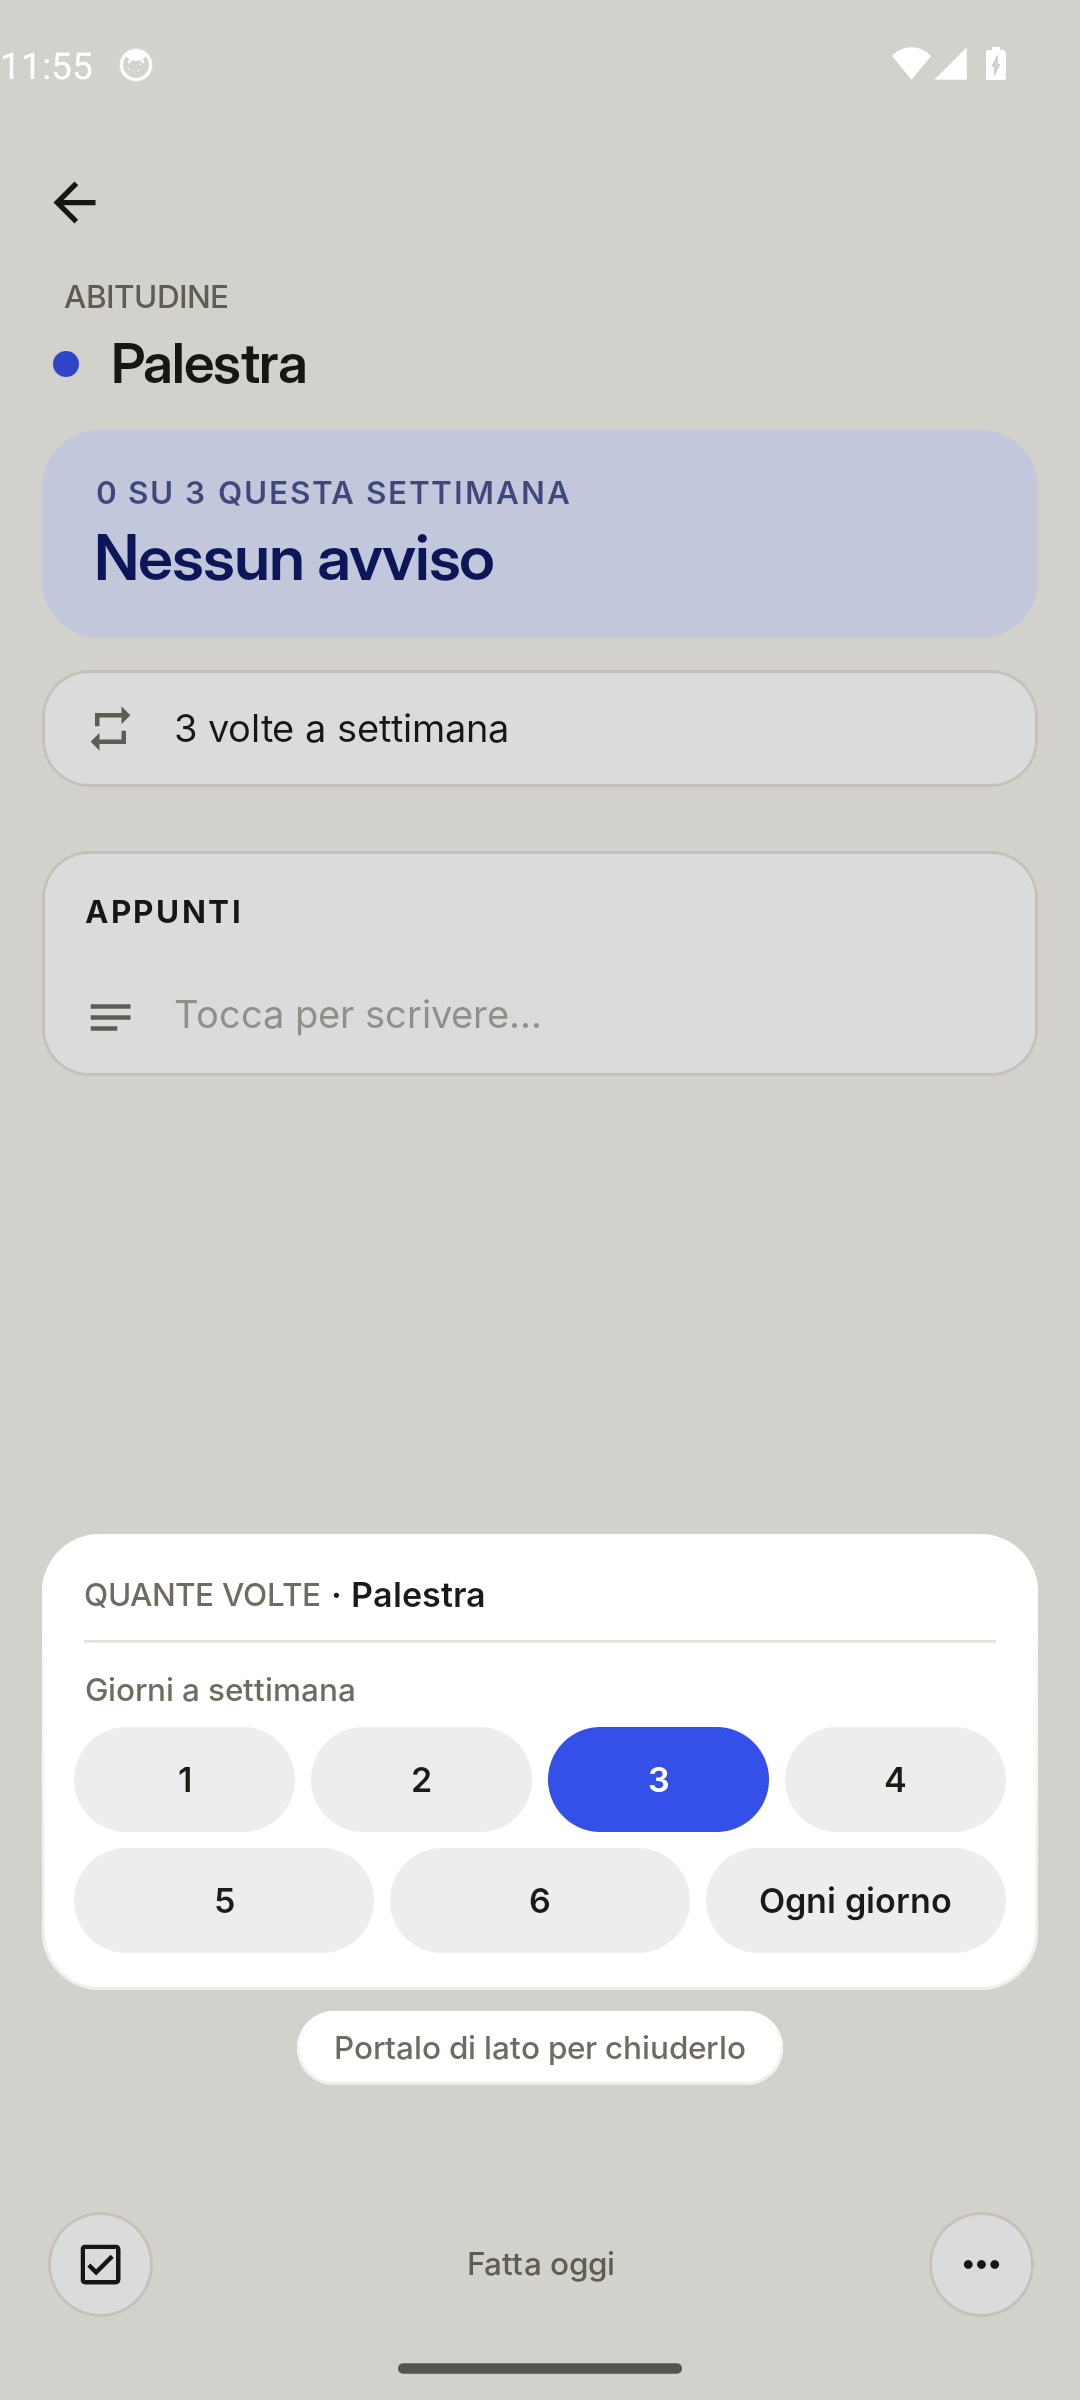 11:55
ABITUDINE
Palestra
0 SU 3 QUESTA SETTIMANA
Nessun avviso
3 volte a settimana
APPUNTI
Tocca per scrivere...
QUANTE VOLTE · Palestra
Giorni a settimana
1 2 3 4
5 6 Ogni giorno
Portalo di lato per chiuderlo
Fatta oggi